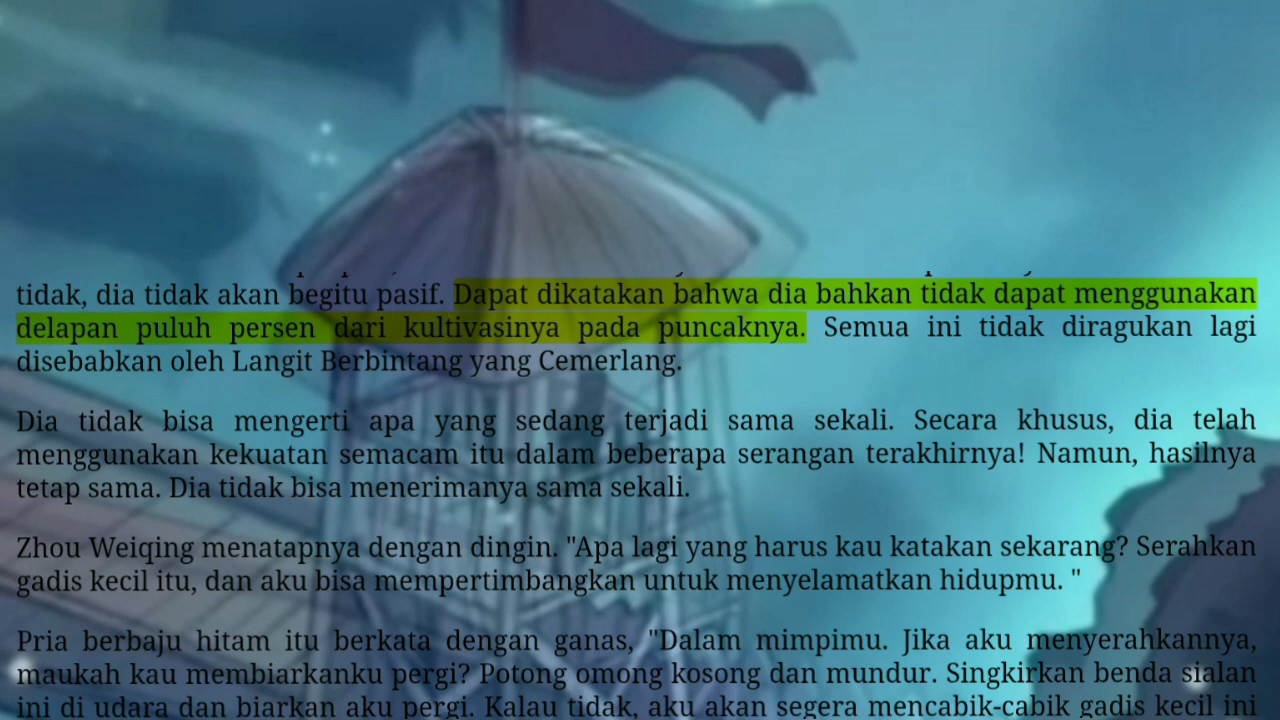 tidak, dia tidak akan begitu pasif. Dapat dikatakan bahwa dia bahkan tidak dapat menggunakan
delapan puluh persen dari kultivasinya pada puncaknya. Semua ini tidak diragukan lagi
disebabkan oleh Langit Berbintang yang Cemerlang.
Dia tidak bisa mengerti apa yang sedang terjadi sama sekali. Secara khusus, dia telah
menggunakan kekuatan semacam itu dalam beberapa serangan terakhirnya! Namun, hasilnya
tetap sama. Dia tidak bisa menerimanya sama sekali.
Zhou Weiqing menatapnya dengan dingin. "Apa lagi yang harus kau katakan sekarang? Serahkan
gadis kecil itu, dan aku bisa mempertimbangkan untuk menyelamatkan hidupmu. "
Pria berbaju hitam itu berkata dengan ganas, "Dalam mimpimu. Jika aku menyerahkannya,
maukah kau membiarkanku pergi? Potong omong kosong dan mundur. Singkirkan benda sialan
ini di udara dan biarkan aku pergi. Kalau tidak, aku akan segera mencabik-cabik gadis kecil ini